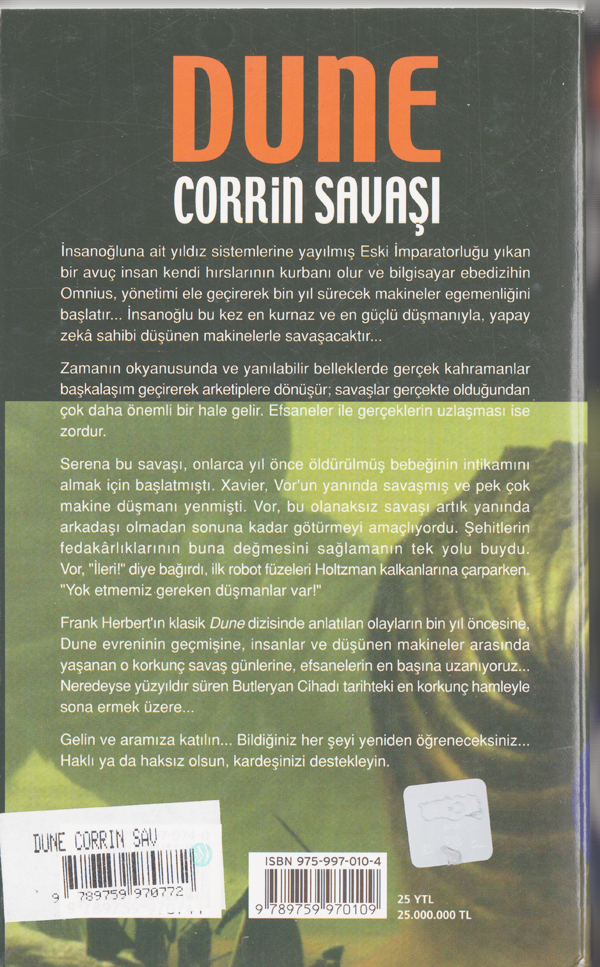 DUNE
CORRiN SAVAŞI
İnsanoğluna ait yıldız sistemlerine yayılmış Eski İmparatorluğu yıkan
bir avuç insan kendi hırslarının kurbanı olur ve bilgisayar ebedizihin
Omnius, yönetimi ele geçirerek bin yıl sürecek makineler egemenliğini
başlatır... İnsanoğlu bu kez en kurnaz ve en güçlü düşmanıyla, yapay
zekâ sahibi düşünen makinelerle savaşacaktır...
Zamanın okyanusunda ve yanılabilir belleklerde gerçek kahramanlar
başkalaşım geçirerek arketiplere dönüşür; savaşlar gerçekte olduğundan
çok daha önemli bir hale gelir. Efsaneler ile gerçeklerin uzlaşması ise
zordur.
Serena bu savaşı, onlarca yıl önce öldürülmüş bebeğinin intikamını
almak için başlatmıştı. Xavier, Vor'un yanında savaşmış ve pek çok
makine düşmanı yenmişti. Vor, bu olanaksız savaşı artık yanında
arkadaşı olmadan sonuna kadar götürmeyi amaçlıyordu. Şehitlerin
fedakârlıklarının buna değmesini sağlamanın tek yolu buydu.
Vor, "İleri!" diye bağırdı, ilk robot füzeleri Holtzman kalkanlarına çarparken.
"Yok etmemiz gereken düşmanlar var!"
Frank Herbert'ın klasik Dune dizisinde anlatılan olayların bin yıl öncesine,
Dune evreninin geçmişine, insanlar ve düşünen makineler arasında
yaşanan o korkunç savaş günlerine, efsanelerin en başına uzanıyoruz...
Neredeyse yüzyıldır süren Butleryan Cihadı tarihteki en korkunç hamleyle
sona ermek üzere...
Gelin ve aramıza katılın... Bildiğiniz her şeyi yeniden öğreneceksiniz...
Haklı ya da haksız olsun, kardeşinizi destekleyin.
DUNE CORRIN SAV
9 789759 970772
ISBN 975-997-010-4
9 789759 970109
25 YTL
25.000.000 TL